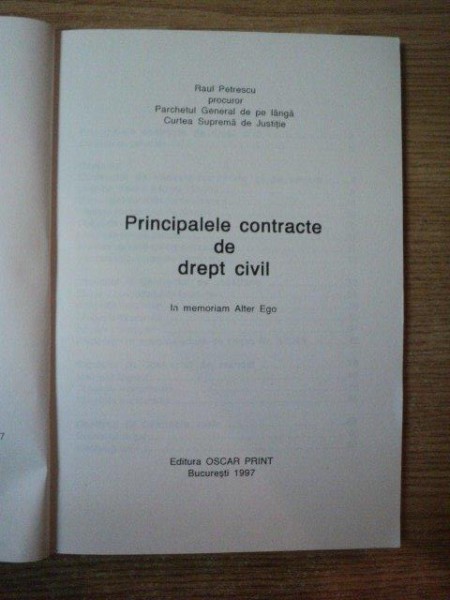 Raul Petrescu
procuror
Parchetul General de pe lângă
Curtea Supremă de Justiție
Principalele contracte
de
drept civil
In memoriam Alter Ego
Editura OSCAR PRINT
București 1997
7